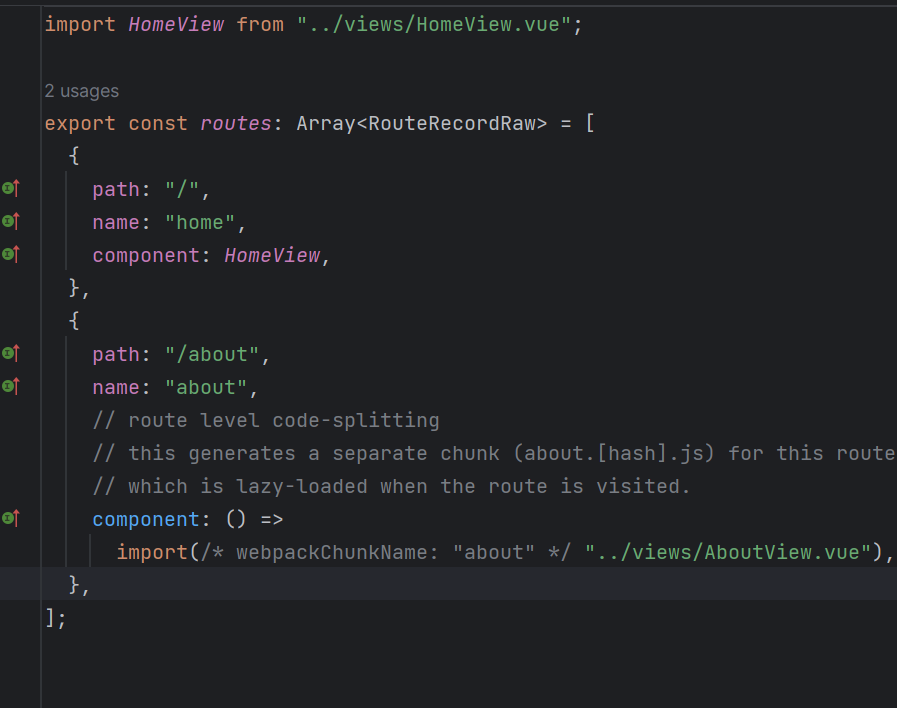 import HomeView from "../views/HomeView.vue";
2 usages
export const routes: Array<RouteRecordRaw> = [
  {
    path: "/",
    name: "home",
    component: HomeView,
  },
  {
    path: "/about",
    name: "about",
    // route level code-splitting
    // this generates a separate chunk (about.[hash].js) for this route
    // which is lazy-loaded when the route is visited.
    component: () =>
      import(/* webpackChunkName: "about" */ "../views/AboutView.vue"),
  },
];